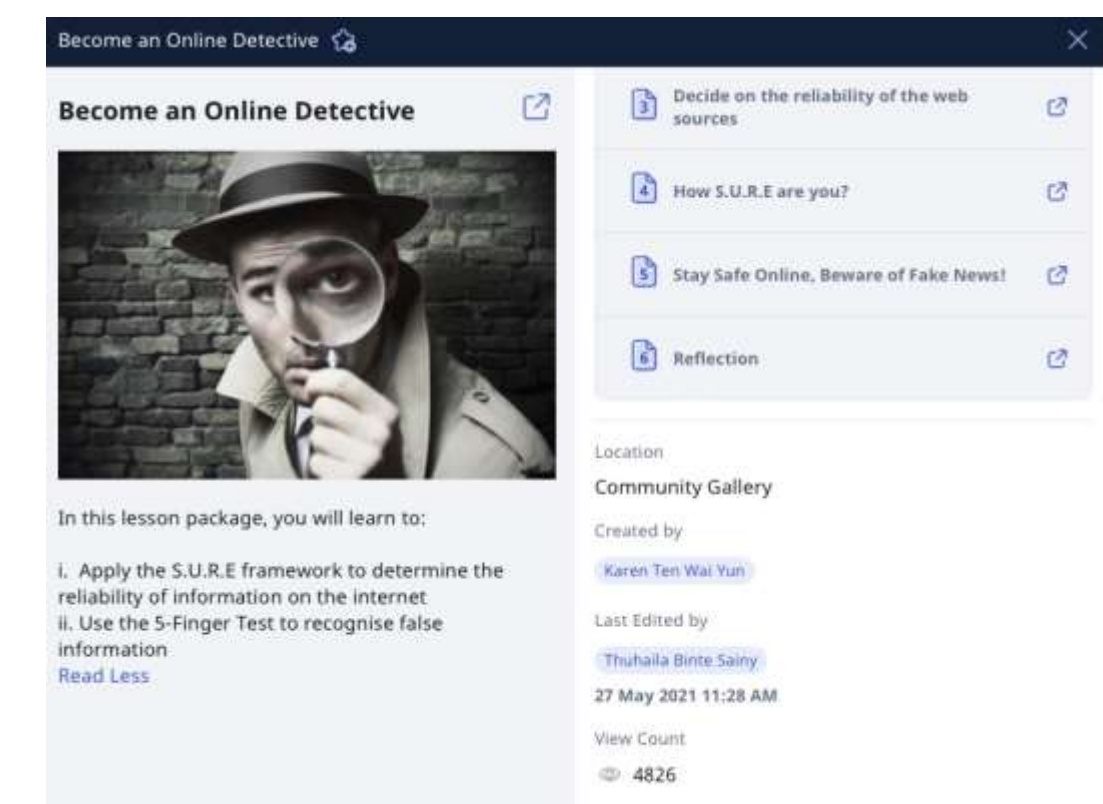 Become an Online Detective
Become an Online Detective
In this lesson package, you will learn to:
i. Apply the S.U.R.E framework to determine the
reliability of information on the internet
ii. Use the 5-Finger Test to recognise false
information
Read Less
3
Decide on the reliability of the web
sources
4
How S.U.R.E are you?
5
Stay Safe Online, Beware of Fake News!
6
Reflection
Location
Community Gallery
Created by
Karen Ten Wai Yun
Last Edited by
Thuhaila Binte Sainy
27 May 2021 11:28 AM
View Count
4826